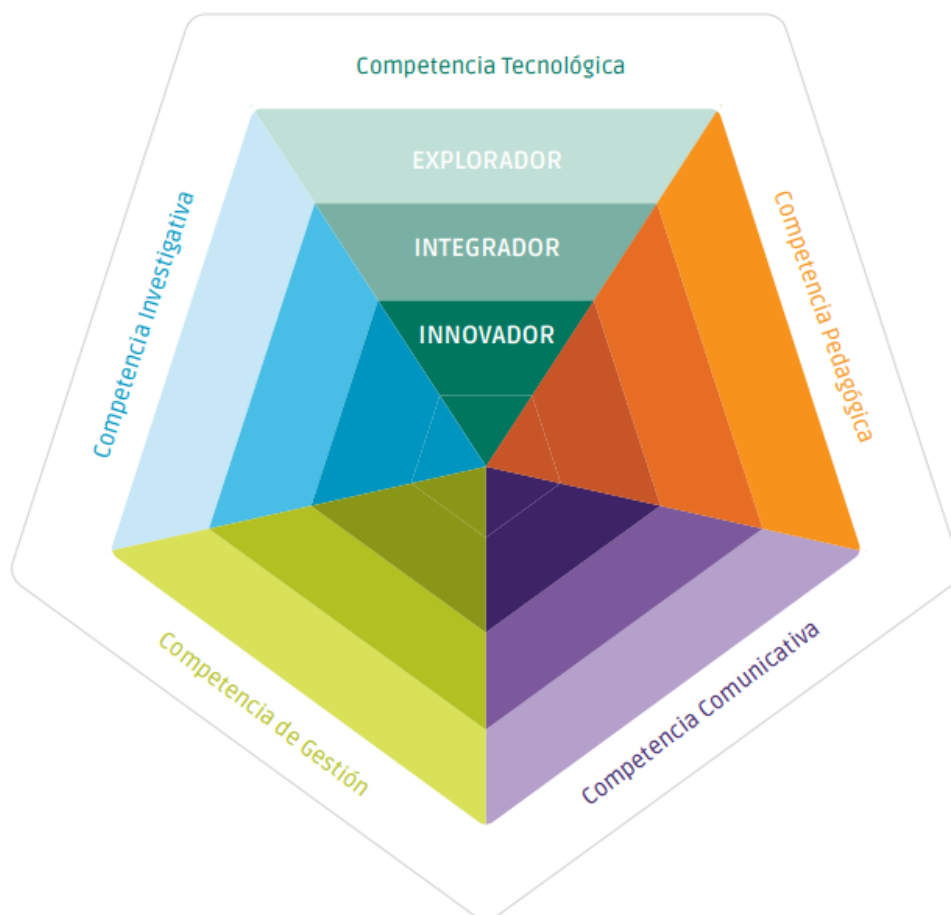 Competencia Tecnológica
EXPLORADOR
INTEGRADOR
INNOVADOR
Competencia Investigativa
Competencia Pedagógica
Competencia de Gestión
Competencia Comunicativa